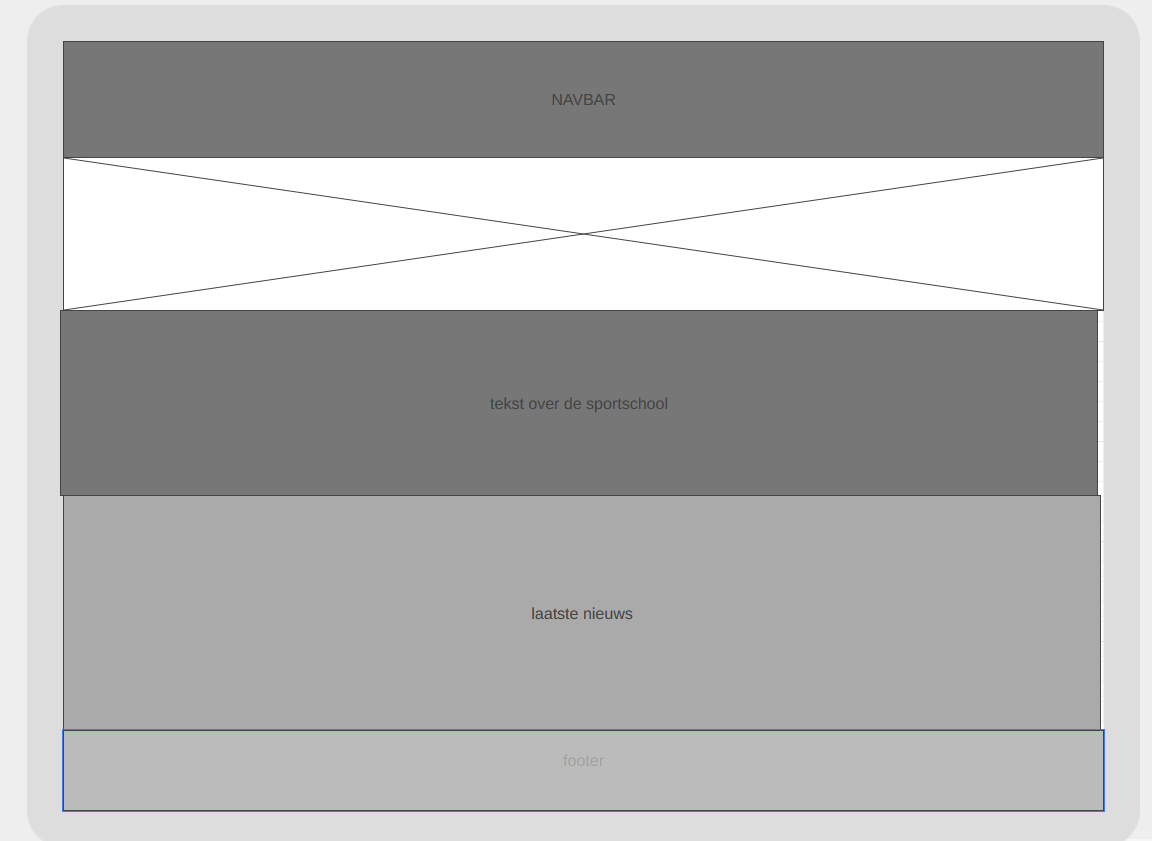 NAVBAR
tekst over de sportschool
laatste nieuws
footer